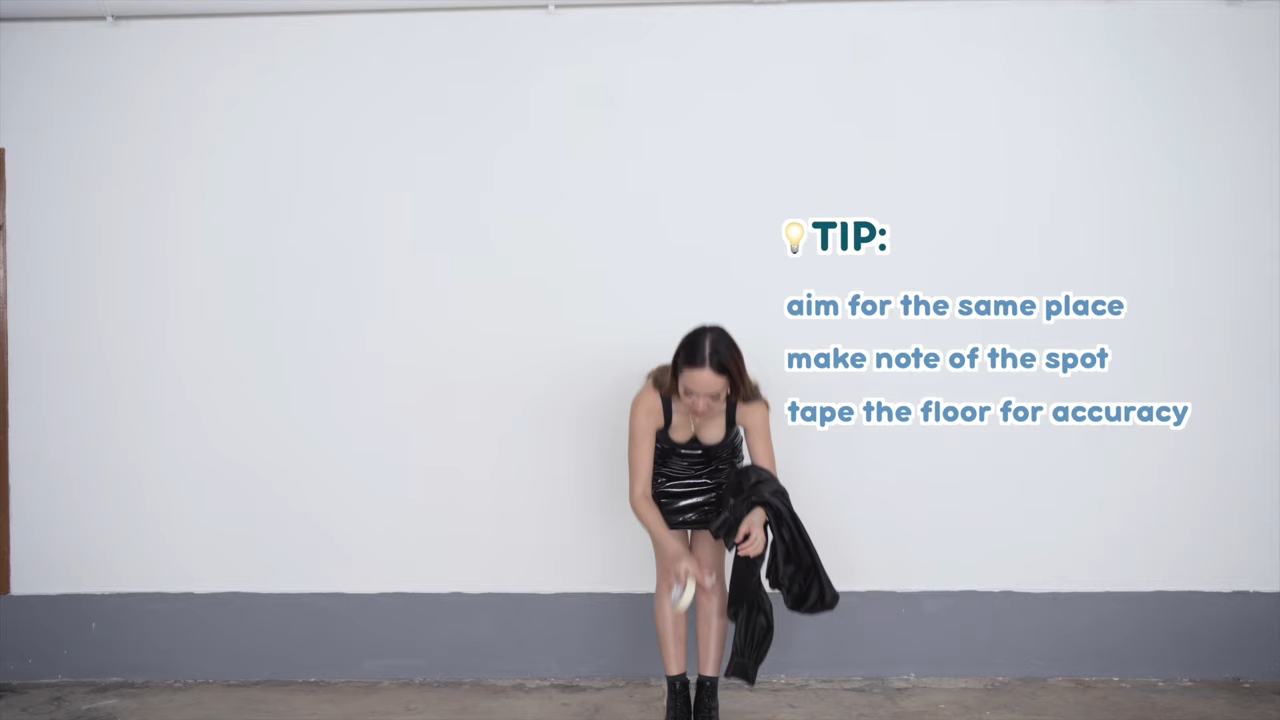 💡TIP:
aim for the same place
make note of the spot
tape the floor for accuracy